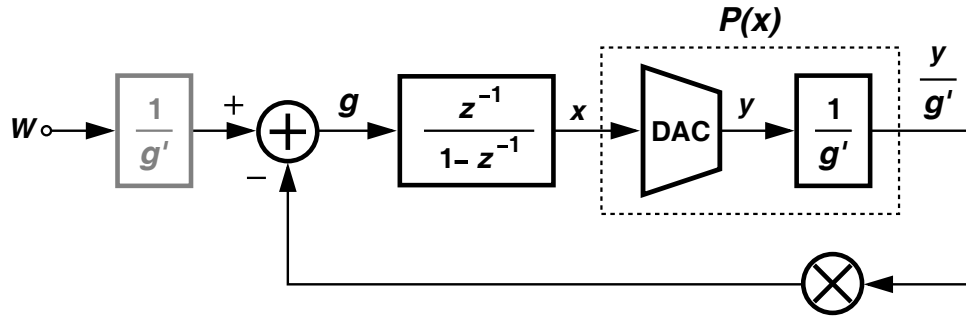 P(x)
W
1
g'
+
+
−
g
z⁻¹
1− z⁻¹
x
DAC
y
1
g'
y
g'